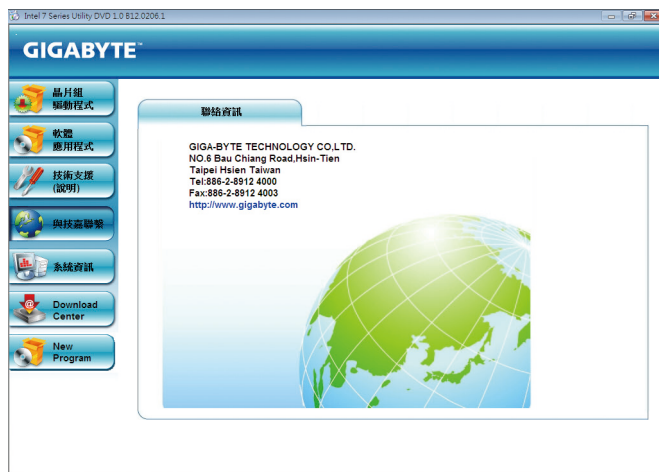 Intel 7 Series Utility DVD 1.0 B12.0206.1
GIGABYTE™
晶片組
驅動程式
軟體
應用程式
技術支援
(說明)
與技嘉聯繫
系統資訊
Download
Center
New
Program
聯絡資訊
GIGA-BYTE TECHNOLOGY CO,LTD.
NO.6 Bau Chiang Road,Hsin-Tien
Taipei Hsien Taiwan
Tel:886-2-8912 4000
Fax:886-2-8912 4003
http://www.gigabyte.com